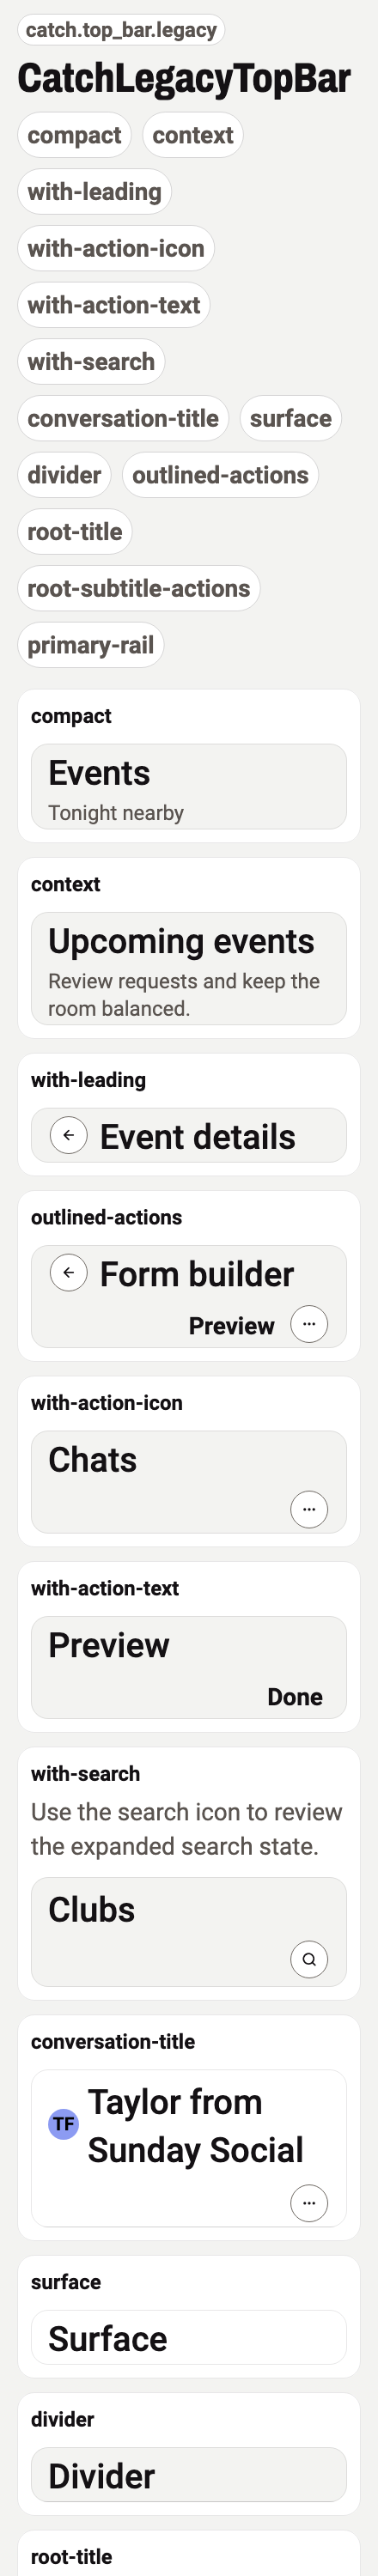 catch.top_bar.legacy
CatchLegacyTopBar
compact context
with-leading
with-action-icon
with-action-text
with-search
conversation-title surface
divider outlined-actions
root-title
root-subtitle-actions
primary-rail
compact
Events
Tonight nearby
context
Upcoming events
Review requests and keep the
room balanced.
with-leading
Event details
outlined-actions
Form builder
Preview
with-action-icon
Chats
with-action-text
Preview
Done
with-search
Use the search icon to review
the expanded search state.
Clubs
conversation-title
TF
Taylor from
Sunday Social
surface
Surface
divider
Divider
root-title